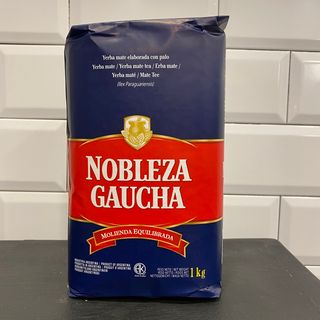 Yerba mate elaborada con palo
Yerba mate / Yerba mate tea / Erba mate /
Yerba maté / Mate Tee
(Ilex Paraguariensis)
NOBLEZA
GAUCHA
MOLIENDA EQUILIBRADA
1 kg